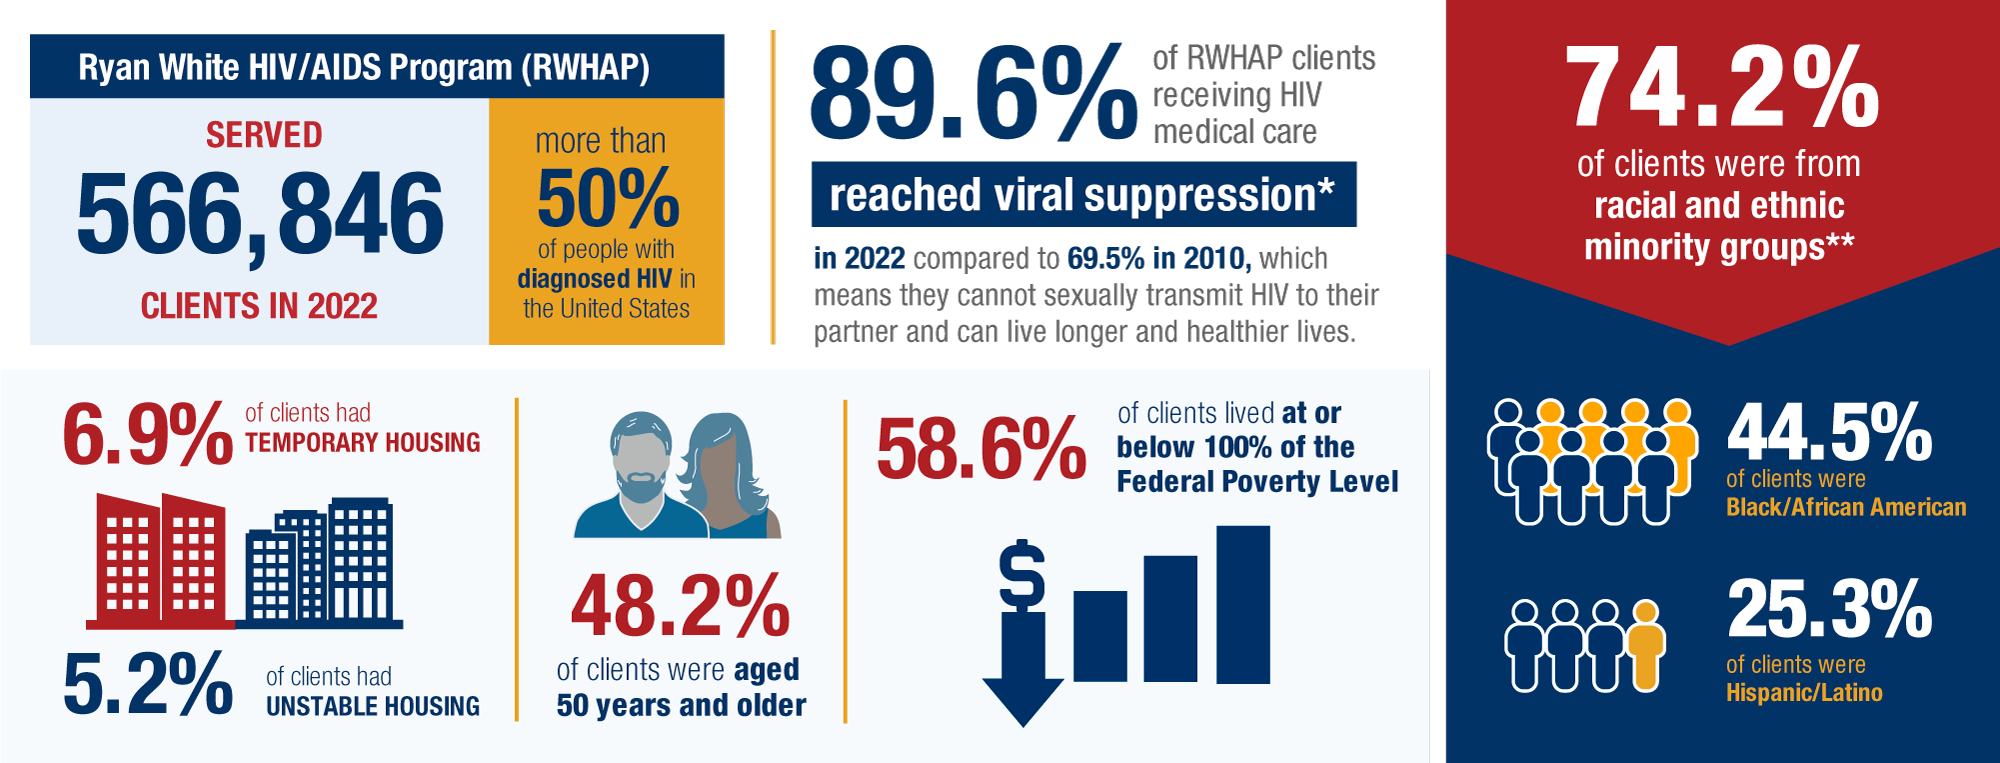 Ryan White HIV/AIDS Program (RWHAP)
SERVED
566,846
CLIENTS IN 2022
more than
50%
of people with
diagnosed HIV in
the United States
89.6%
of RWHAP clients
receiving HIV
medical care
reached viral suppression*
in 2022 compared to 69.5% in 2010, which
means they cannot sexually transmit HIV to their
partner and can live longer and healthier lives.
74.2%
of clients were from
racial and ethnic
minority groups**
44.5%
of clients were
Black/African American
25.3%
of clients were
Hispanic/Latino
6.9%
of clients had
TEMPORARY HOUSING
5.2%
of clients had
UNSTABLE HOUSING
48.2%
of clients were aged
50 years and older
58.6%
of clients lived at or
below 100% of the
Federal Poverty Level
$